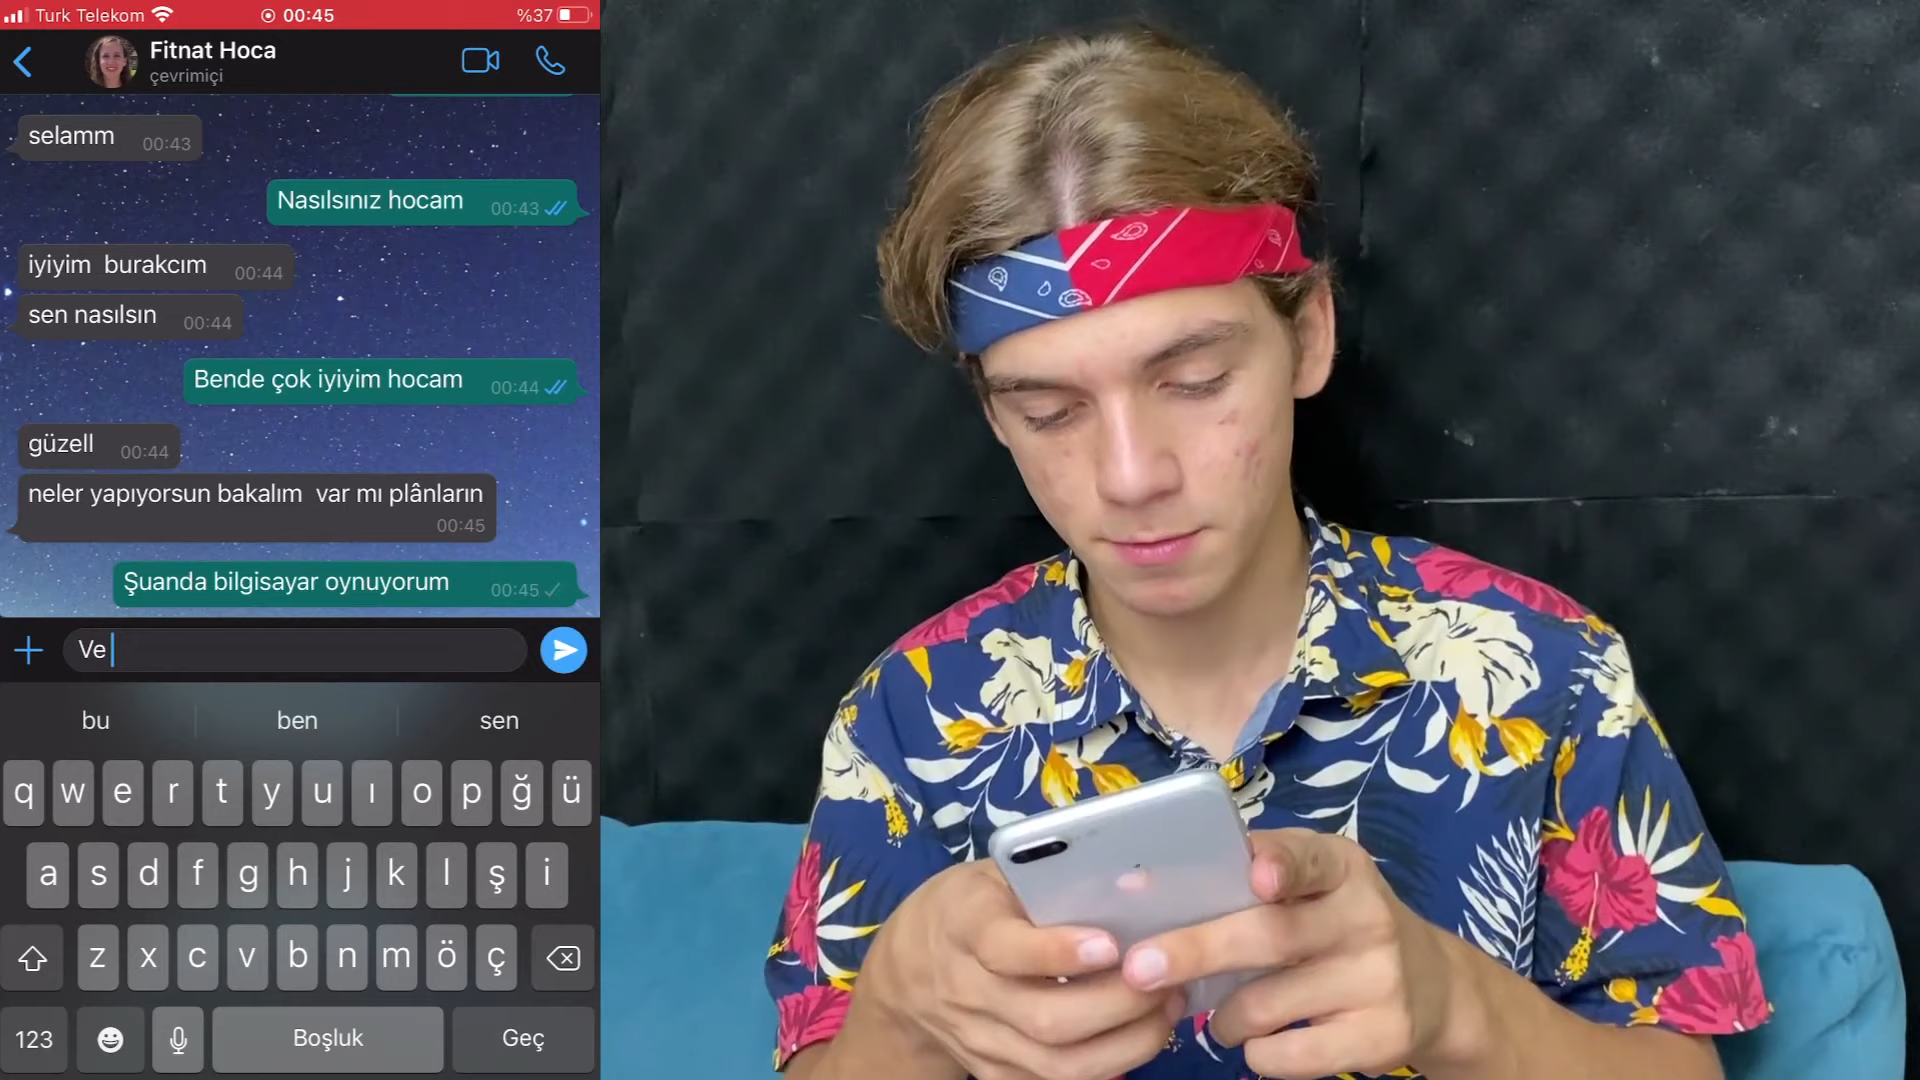 Turk Telekom 00:45 %37
Fitnat Hoca
çevrimiçi
selamm 00:43
Nasılsınız hocam 00:43
iyiyim burakcım 00:44
sen nasılsın 00:44
Bende çok iyiyim hocam 00:44
güzell 00:44
neler yapıyorsun bakalım var mı plânların
00:45
Şuanda bilgisayar oynuyorum 00:45
Ve
bu ben sen
q w e r t y u ı o p ğ ü
a s d f g h j k l ş i
z x c v b n m ö ç
123 Boşluk Geç